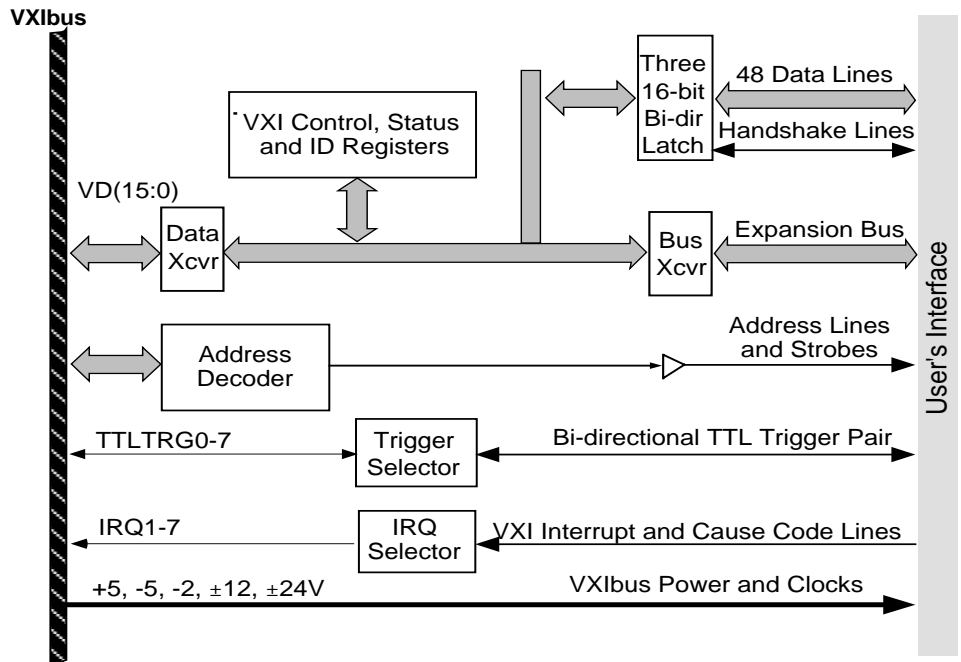 VXIbus
Three
16-bit
Bi-dir
Latch
48 Data Lines
Handshake Lines
VXI Control, Status
and ID Registers
VD(15:0)
Data
Xcvr
Bus
Xcvr
Expansion Bus
User's Interface
Address
Decoder
Address Lines
and Strobes
TTLTRG0-7
Trigger
Selector
Bi-directional TTL Trigger Pair
IRQ1-7
IRQ
Selector
VXI Interrupt and Cause Code Lines
+5, -5, -2, ±12, ±24V
VXIbus Power and Clocks